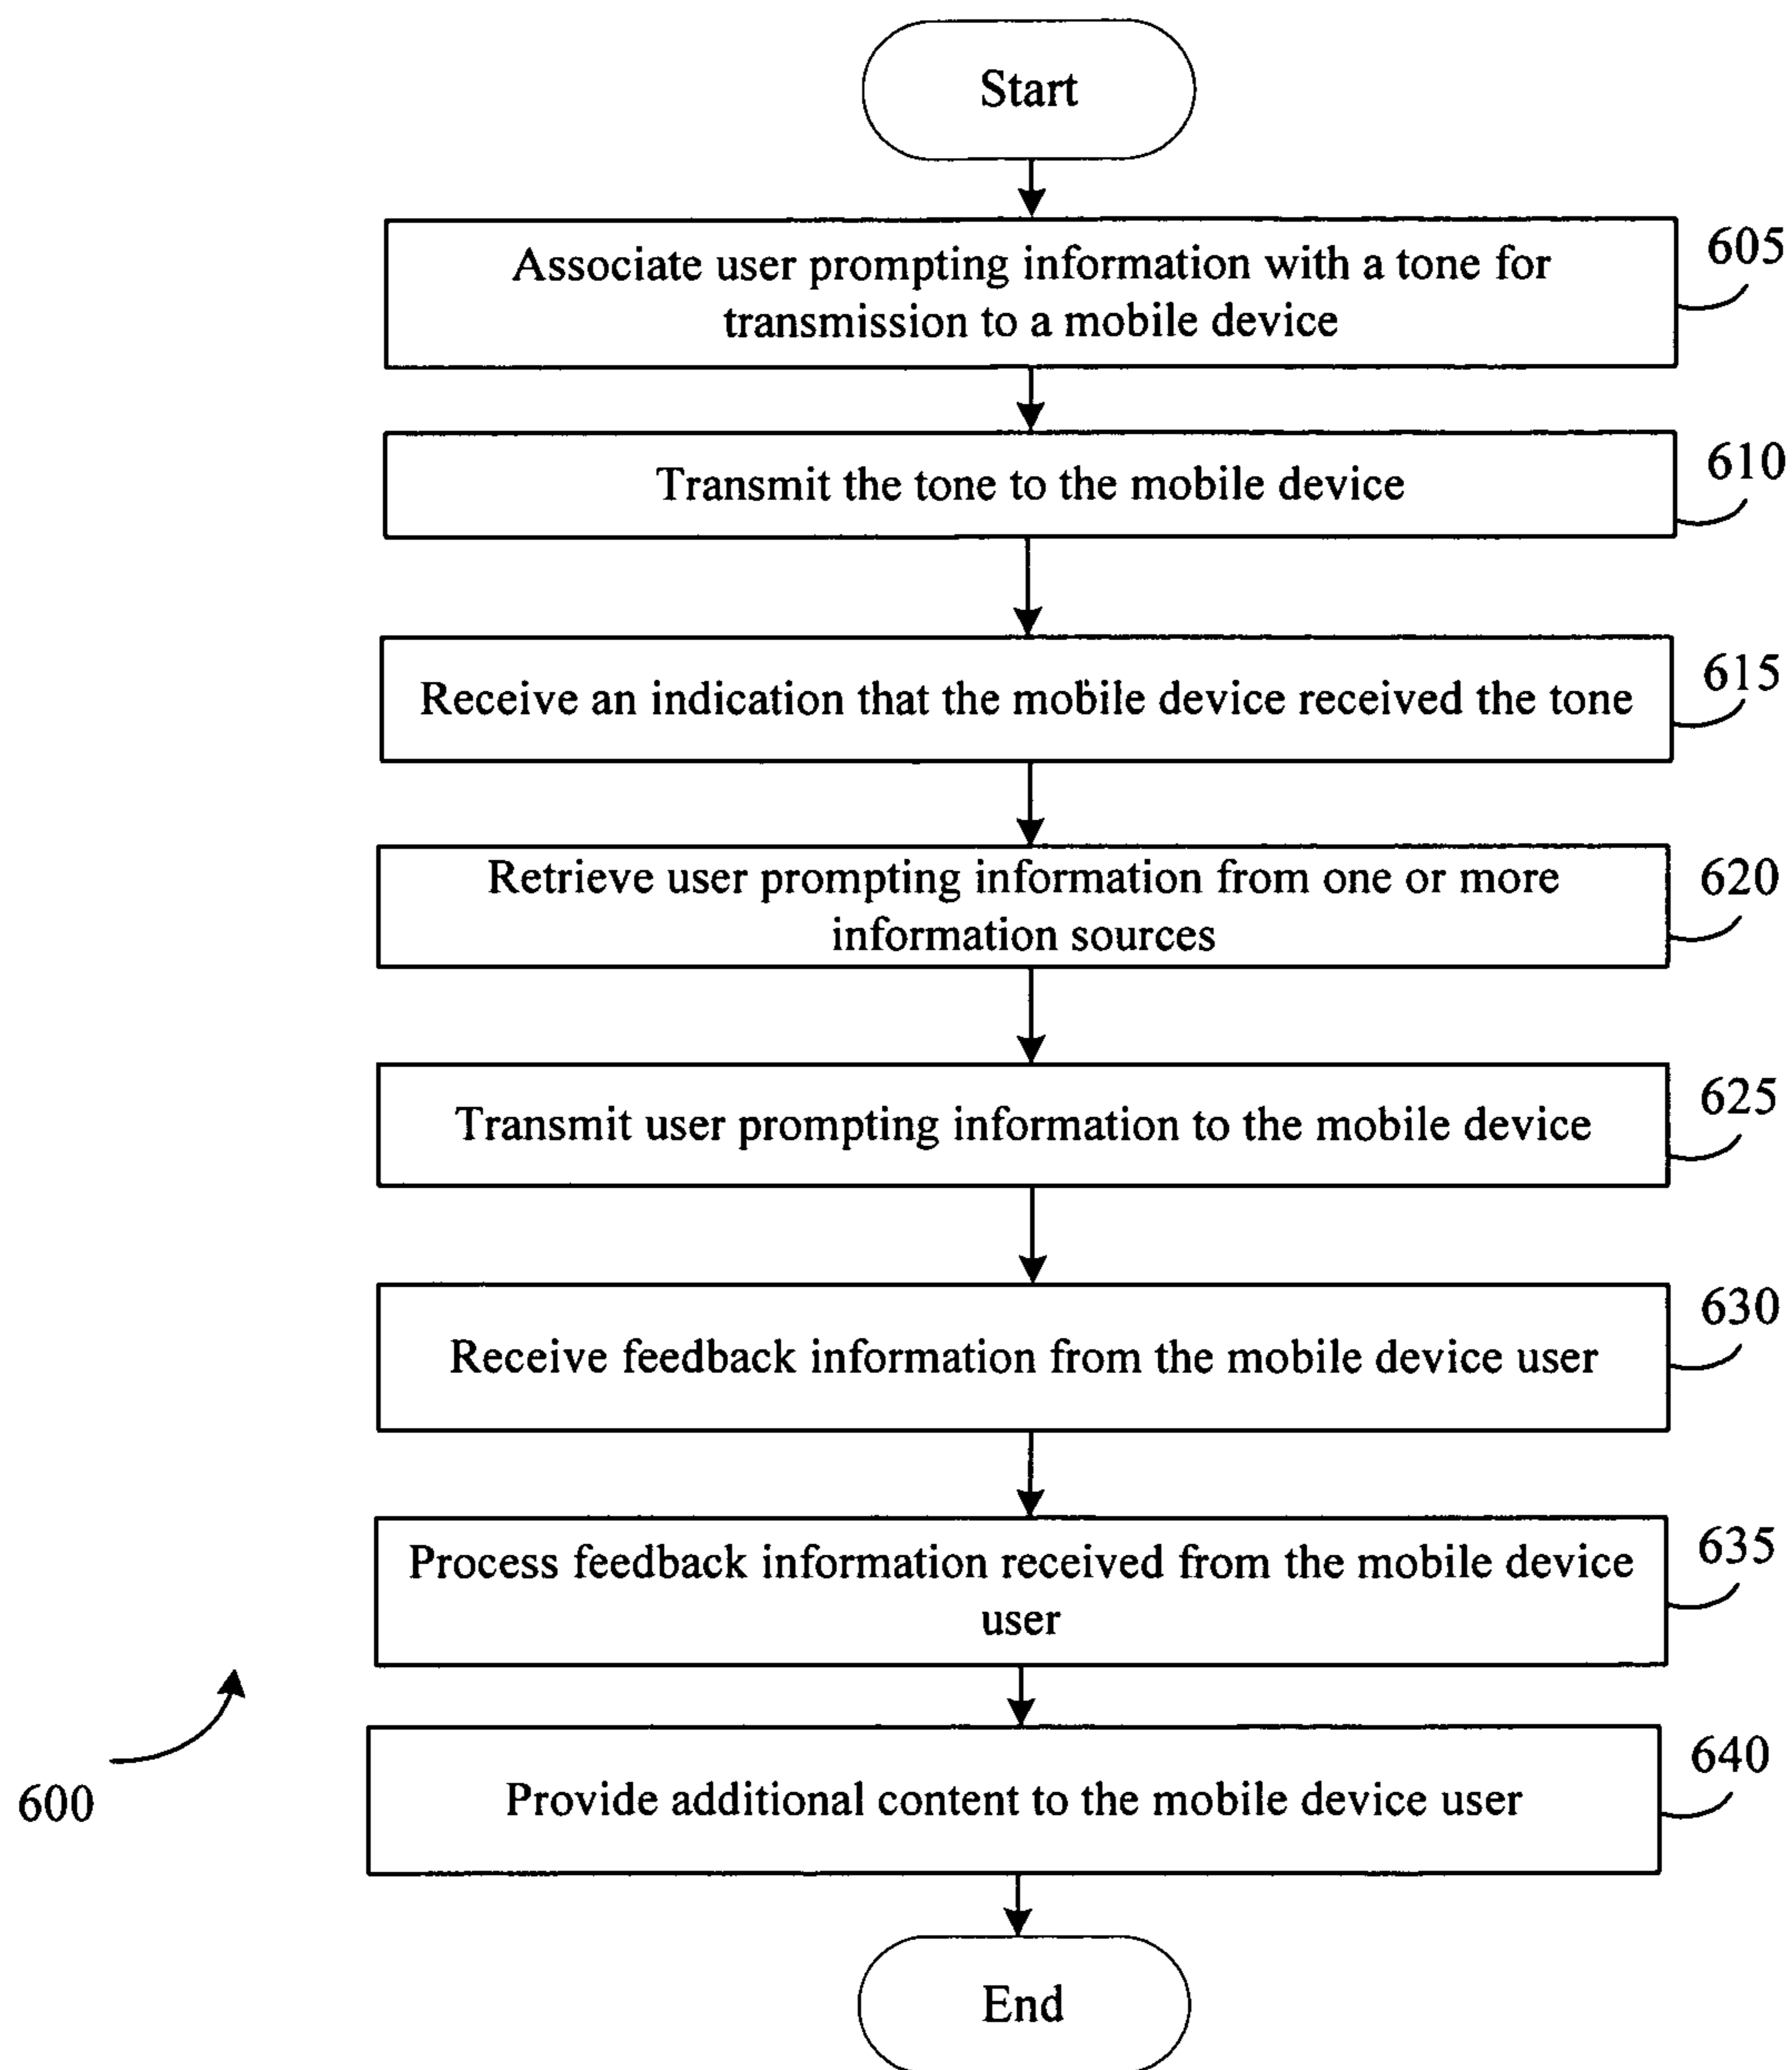 Start
Associate user prompting information with a tone for
transmission to a mobile device
605
Transmit the tone to the mobile device
610
Receive an indication that the mobile device received the tone
615
Retrieve user prompting information from one or more
information sources
620
Transmit user prompting information to the mobile device
625
Receive feedback information from the mobile device user
630
Process feedback information received from the mobile device
user
635
Provide additional content to the mobile device user
640
600
End